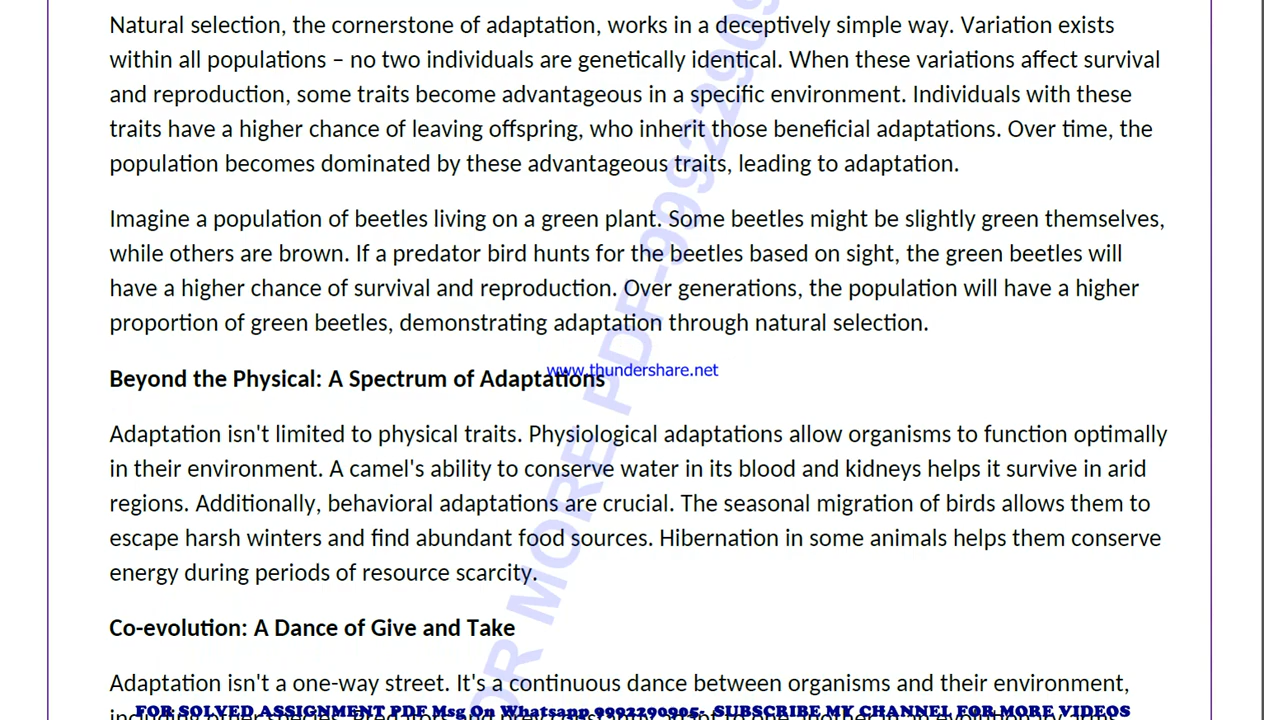 Natural selection, the cornerstone of adaptation, works in a deceptively simple way. Variation exists
within all populations – no two individuals are genetically identical. When these variations affect survival
and reproduction, some traits become advantageous in a specific environment. Individuals with these
traits have a higher chance of leaving offspring, who inherit those beneficial adaptations. Over time, the
population becomes dominated by these advantageous traits, leading to adaptation.
Imagine a population of beetles living on a green plant. Some beetles might be slightly green themselves,
while others are brown. If a predator bird hunts for the beetles based on sight, the green beetles will
have a higher chance of survival and reproduction. Over generations, the population will have a higher
proportion of green beetles, demonstrating adaptation through natural selection.
www.thundershare.net
Beyond the Physical: A Spectrum of Adaptations
Adaptation isn't limited to physical traits. Physiological adaptations allow organisms to function optimally
in their environment. A camel's ability to conserve water in its blood and kidneys helps it survive in arid
regions. Additionally, behavioral adaptations are crucial. The seasonal migration of birds allows them to
escape harsh winters and find abundant food sources. Hibernation in some animals helps them conserve
energy during periods of resource scarcity.
Co-evolution: A Dance of Give and Take
Adaptation isn't a one-way street. It's a continuous dance between organisms and their environment,
FOR SOLVED ASSIGNMENT PDF Msg On Whatsapp 9992290905- SUBSCRIBE MY CHANNEL FOR MORE VIDEOS
OR MORE PDF-99922909